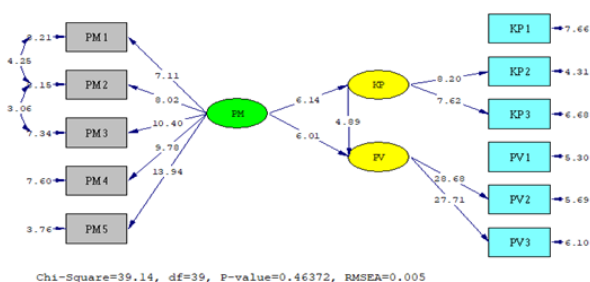 PM1
4.25
PM2
3.06
7.34
PM3
7.60
PM4
3.76
PM5
7.11
8.02
10.40
9.78
13.94
PM
6.14
6.01
KP
4.89
PV
8.20
7.62
28.68
27.71
KP1 7.66
KP2 4.31
KP3 6.68
PV1 5.30
PV2 5.69
PV3 6.10
Chi-Square=39.14, df=39, P-value=0.46372, RMSEA=0.005